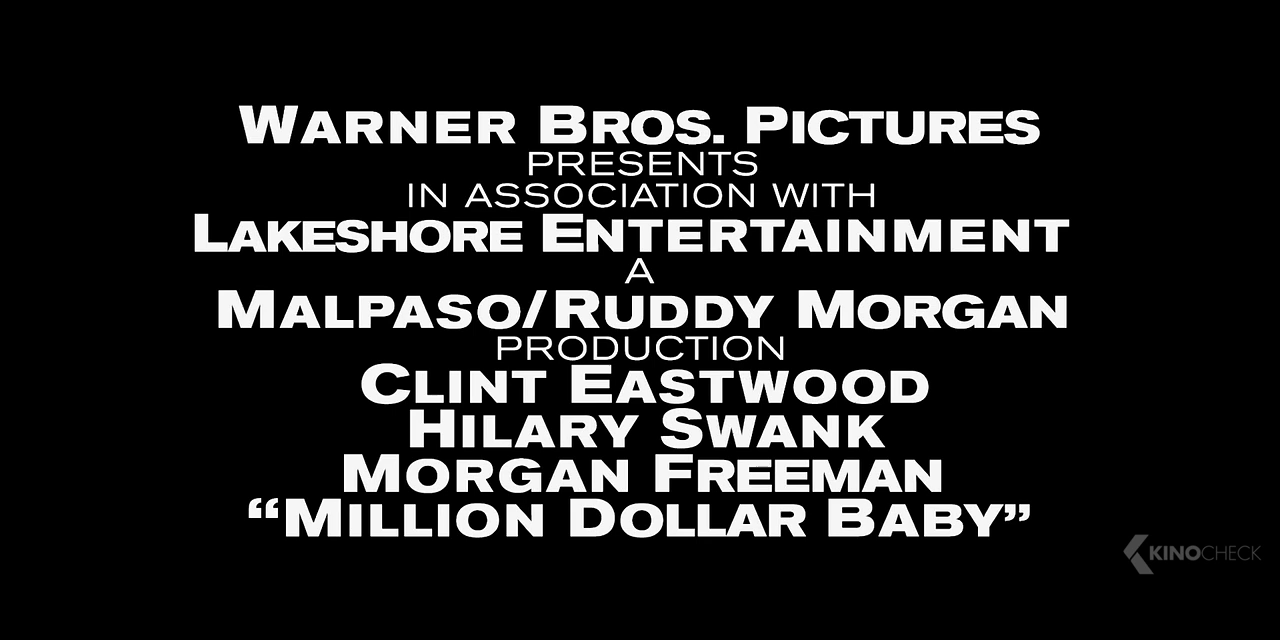 WARNER BROS. PICTURES
PRESENTS
IN ASSOCIATION WITH
LAKESHORE ENTERTAINMENT
A
MALPASO/RUDDY MORGAN
PRODUCTION
CLINT EASTWOOD
HILARY SWANK
MORGAN FREEMAN
“MILLION DOLLAR BABY”
KINOCHECK